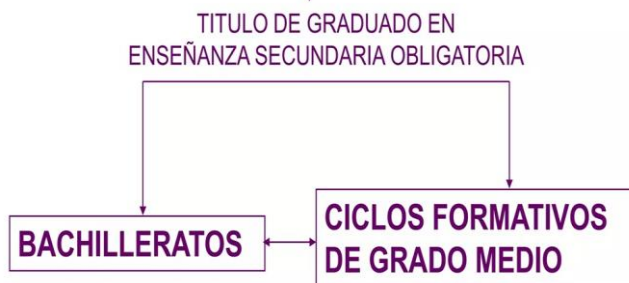 TITULO DE GRADUADO EN
ENSEÑANZA SECUNDARIA OBLIGATORIA
BACHILLERATOS
CICLOS FORMATIVOS
DE GRADO MEDIO